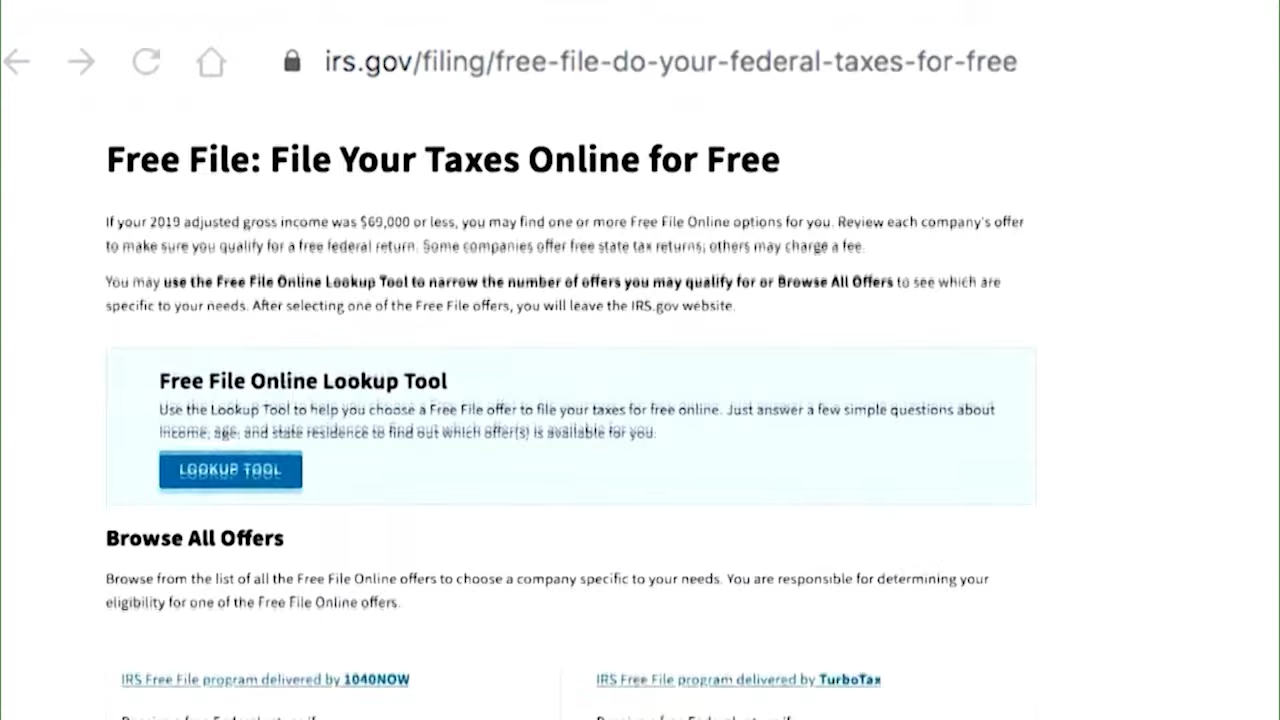 irs.gov/filing/free-file-do-your-federal-taxes-for-free
Free File: File Your Taxes Online for Free
If your 2019 adjusted gross income was $69,000 or less, you may find one or more Free File Online options for you. Review each company's offer
to make sure you qualify for a free federal return. Some companies offer free state tax returns; others may charge a fee.
You may use the Free File Online Lookup Tool to narrow the number of offers you may qualify for or Browse All Offers to see which are
specific to your needs. After selecting one of the Free File offers, you will leave the IRS.gov website.
Free File Online Lookup Tool
Use the Lookup Tool to help you choose a Free File offer to file your taxes for free online. Just answer a few simple questions about
income, age, and state residence to find out which offer(s) is available for you.
LOOKUP TOOL
Browse All Offers
Browse from the list of all the Free File Online offers to choose a company specific to your needs. You are responsible for determining your
eligibility for one of the Free File Online offers.
IRS Free File program delivered by 1040NOW
IRS Free File program delivered by TurboTax